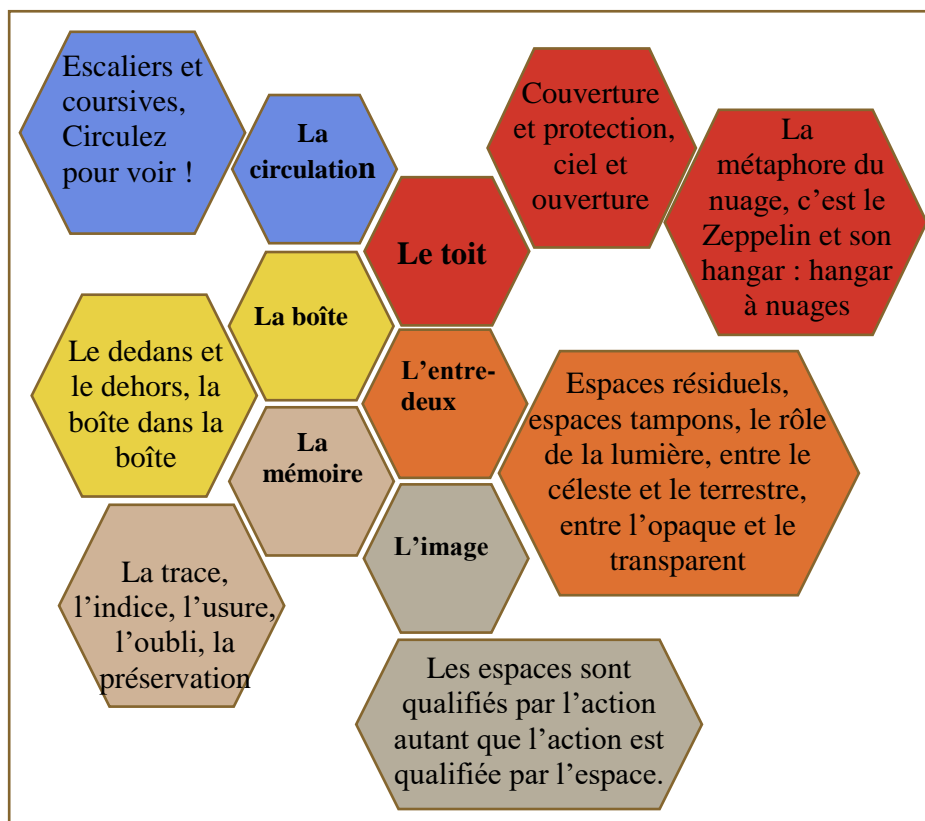 Escaliers et
coursives,
Circulez
pour voir !
La
circulation
Couverture
et protection,
ciel et
ouverture
La
métaphore du
nuage, c’est le
Zeppelin et son
hangar : hangar
à nuages
Le toit
La boîte
Le dedans et
le dehors, la
boîte dans la
boîte
L’entre-
deux
Espaces résiduels,
espaces tampons, le rôle
de la lumière, entre le
céleste et le terrestre,
entre l’opaque et le
transparent
La
mémoire
La trace,
l’indice, l’usure,
l’oubli, la
préservation
L’image
Les espaces sont
qualifiés par l’action
autant que l’action est
qualifiée par l’espace.